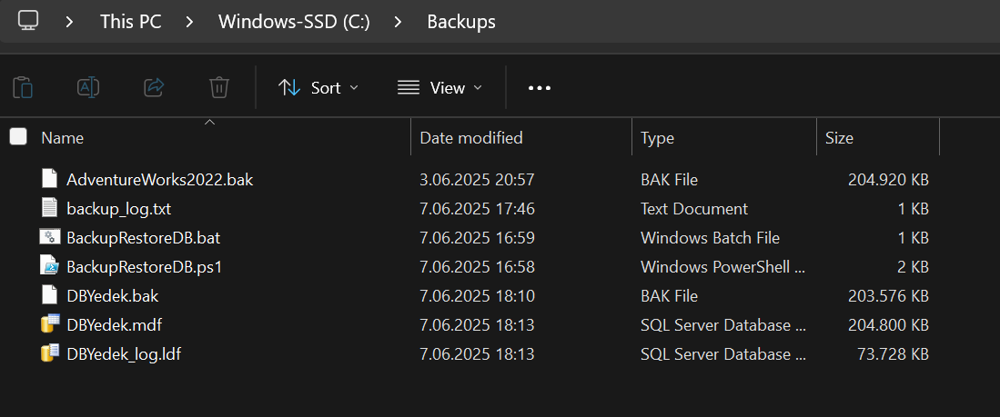 This PC > Windows-SSD (C:) > Backups
Sort View
Name Date modified Type Size
AdventureWorks2022.bak 3.06.2025 20:57 BAK File 204.920 KB
backup_log.txt 7.06.2025 17:46 Text Document 1 KB
BackupRestoreDB.bat 7.06.2025 16:59 Windows Batch File 1 KB
BackupRestoreDB.ps1 7.06.2025 16:58 Windows PowerShell ... 2 KB
DBYedek.bak 7.06.2025 18:10 BAK File 203.576 KB
DBYedek.mdf 7.06.2025 18:13 SQL Server Database ... 204.800 KB
DBYedek_log.ldf 7.06.2025 18:13 SQL Server Database ... 73.728 KB